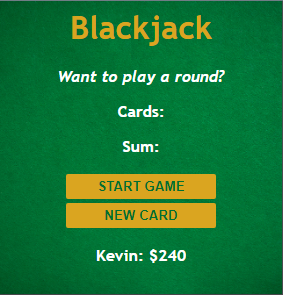 Blackjack
Want to play a round?
Cards:
Sum:
START GAME
NEW CARD
Kevin: $240